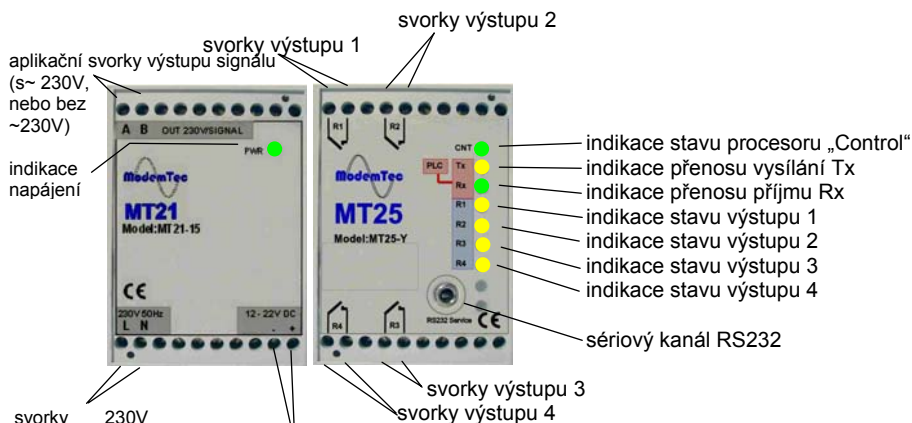 svorky výstupu 2
svorky výstupu 1
aplikační svorky výstupu signálu
(s~ 230V,
nebo bez
~230V)
indikace
napájení
A B OUT 230V/SIGNAL
PWR
ModemTec
MT21
Model:MT21-15
CE
230V 50Hz
L N
12 - 22V DC
- +
R1
R2
CNT
PLC
Tx
Rx
R1
R2
R3
R4
ModemTec
MT25
Model:MT25-Y
R4
R3
RS232 Service
CE
indikace stavu procesoru „Control“
indikace přenosu vysílání Tx
indikace přenosu příjmu Rx
indikace stavu výstupu 1
indikace stavu výstupu 2
indikace stavu výstupu 3
indikace stavu výstupu 4
sériový kanál RS232
svorky výstupu 3
svorky výstupu 4
svorky 230V